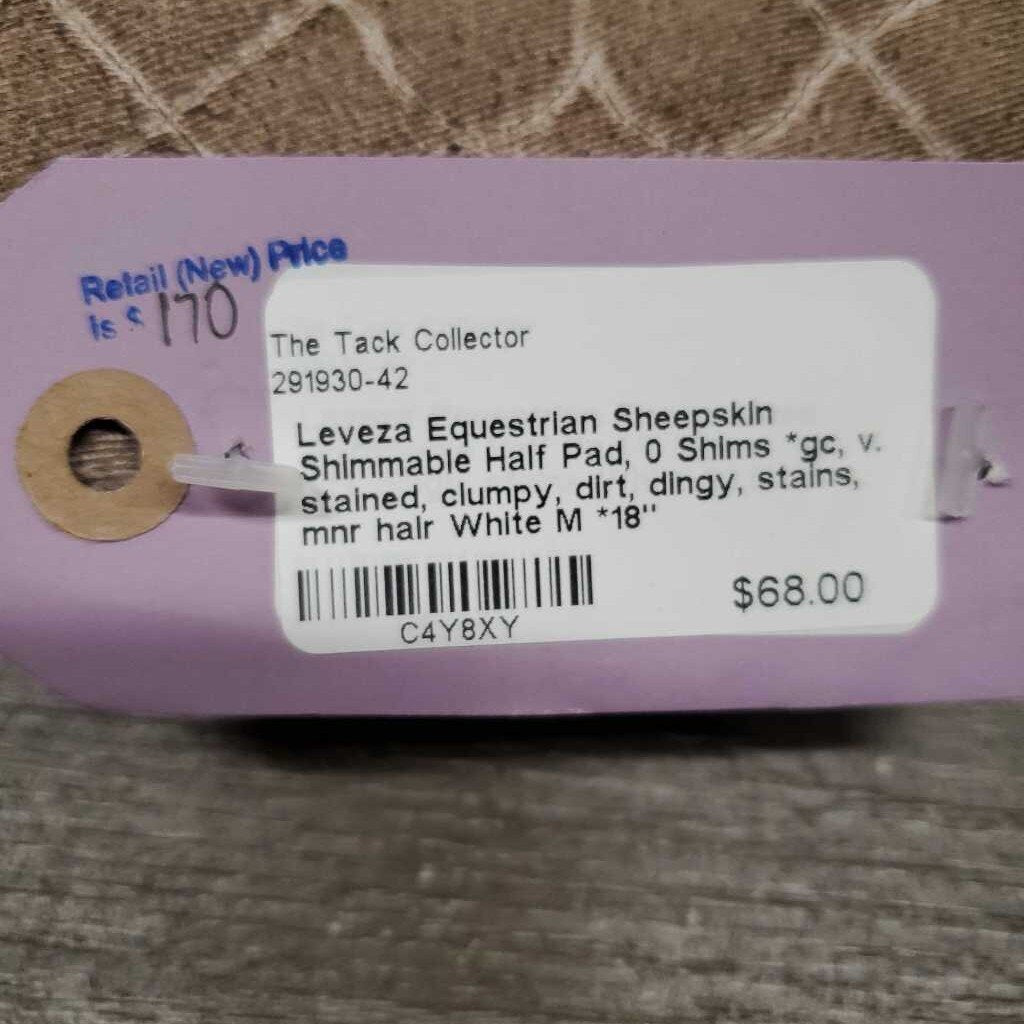 Retail (New) Price
Is $ 170
The Tack Collector
291930-42
Leveza Equestrian Sheepskin
Shimmable Half Pad, 0 Shims *gc, v.
stained, clumpy, dirt, dingy, stains,
mnr hair White M *18"
C4Y8XY
$68.00